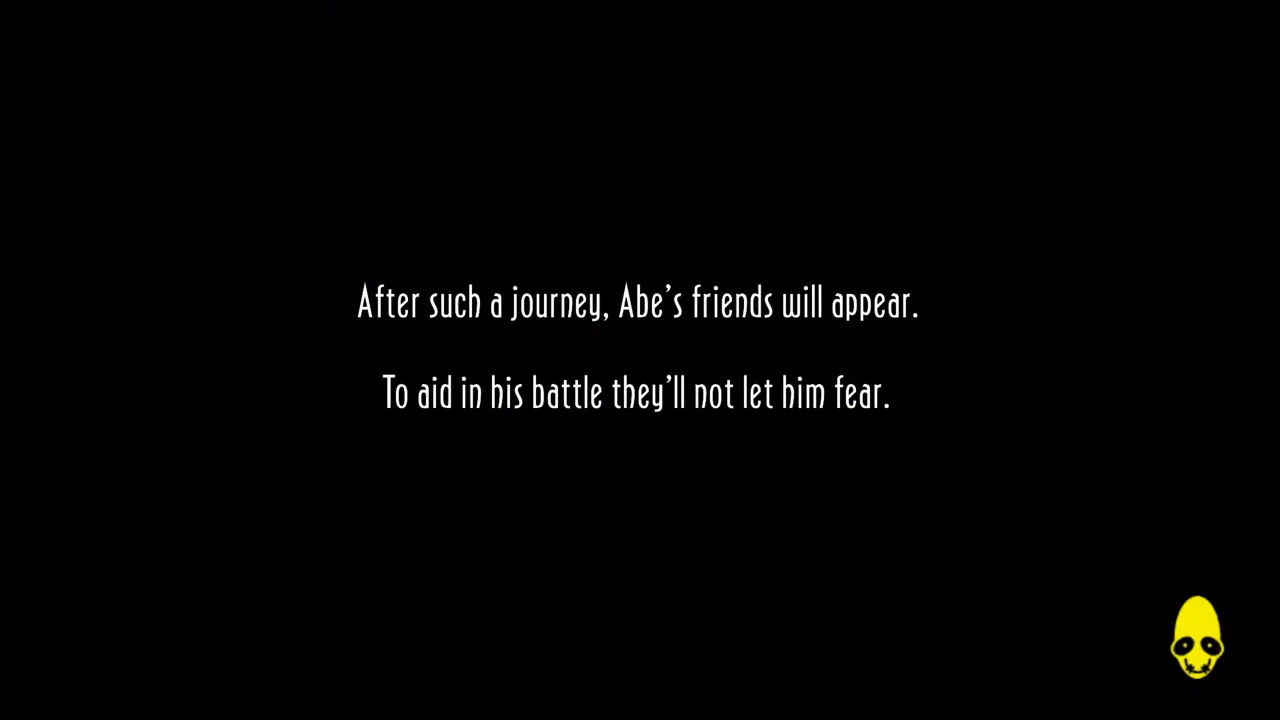 After such a journey, Abe’s friends will appear.
To aid in his battle they’ll not let him fear.